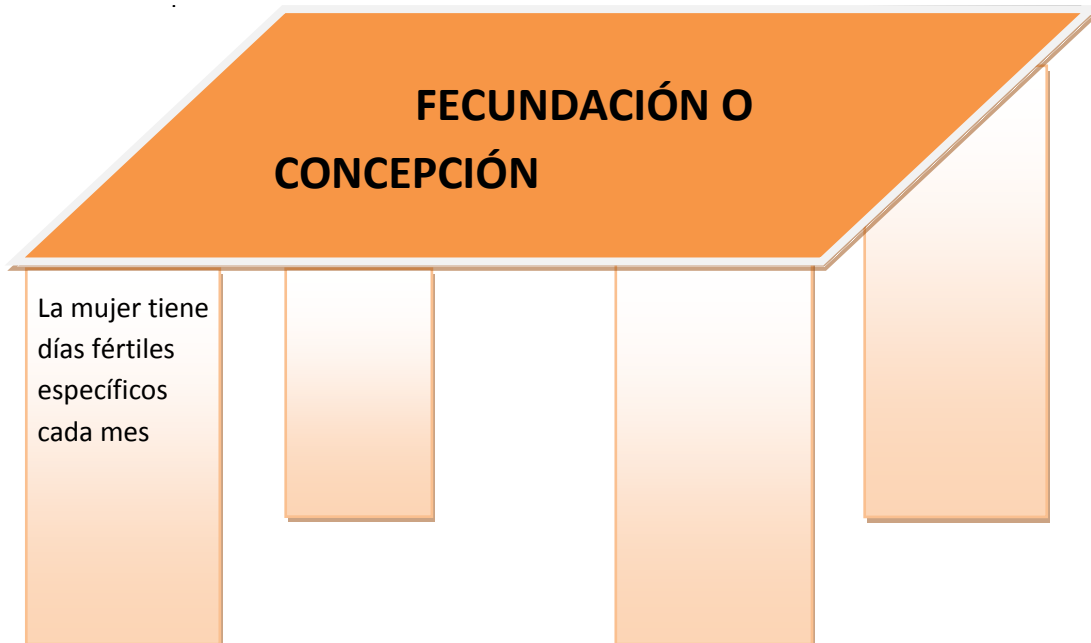 FECUNDACIÓN O
CONCEPCIÓN
La mujer tiene
días fértiles
específicos
cada mes